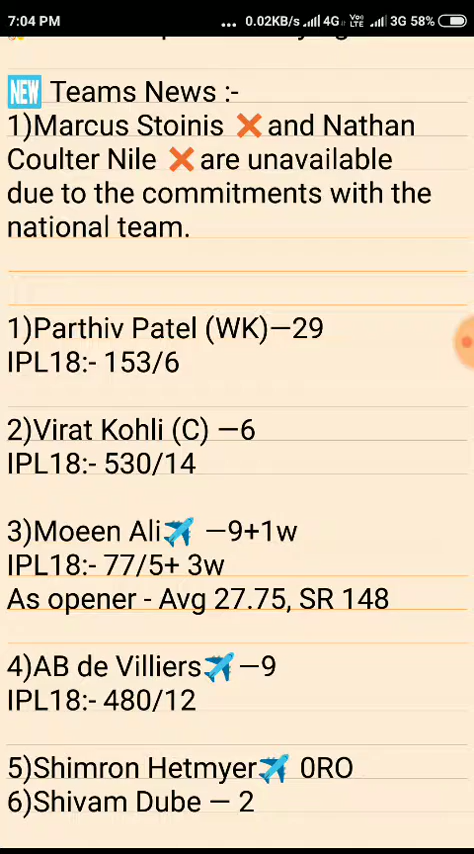 7:04 PM ... 0.02KB/s 4G VoLTE 3G 58%
NEW Teams News :-
1)Marcus Stoinis ❌and Nathan
Coulter Nile ❌are unavailable
due to the commitments with the
national team.
1)Parthiv Patel (WK)—29
IPL18:- 153/6
2)Virat Kohli (C) —6
IPL18:- 530/14
3)Moeen Ali✈️ —9+1w
IPL18:- 77/5+ 3w
As opener - Avg 27.75, SR 148
4)AB de Villiers✈️—9
IPL18:- 480/12
5)Shimron Hetmyer✈️ 0RO
6)Shivam Dube — 2